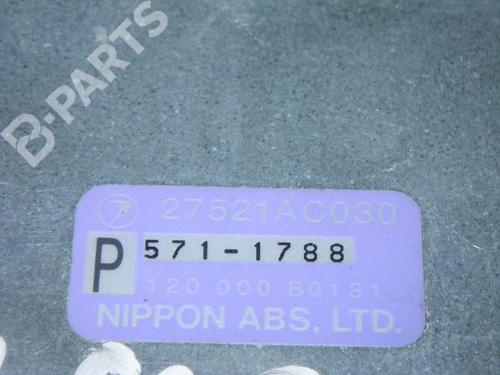 B-PARTS
27521AC030
P 571-1788
120 000 B0131
NIPPON ABS, LTD.